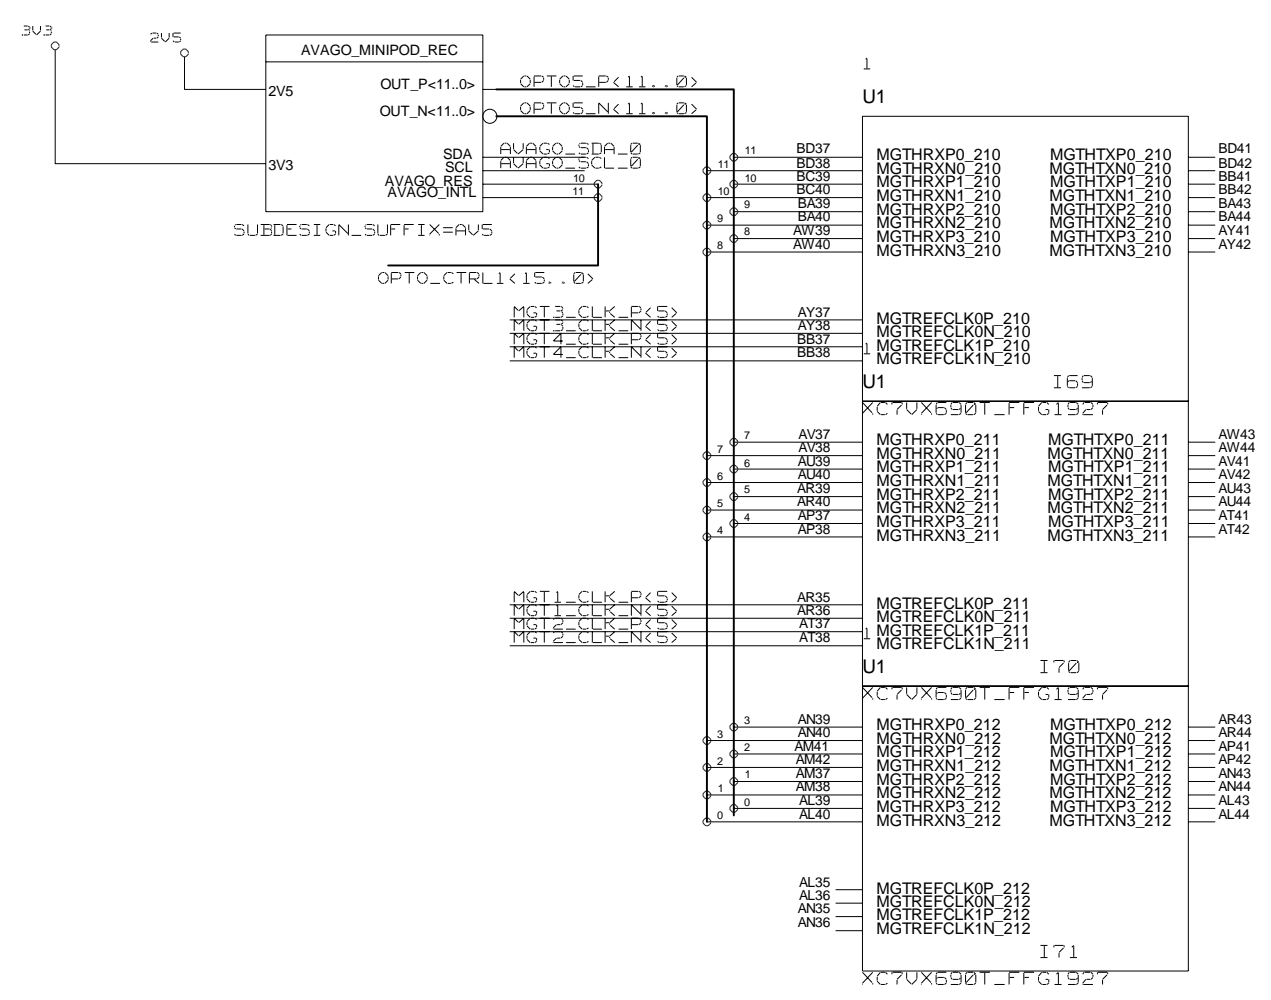 3V3
2V5
AVAGO_MINIPOD_REC
2V5
3V3
OUT_P<11..0>
OUT_N<11..0>
SDA
SCL
AVAGO_RES
AVAGO_INTL
OPTO5_P<11..0>
OPTO5_N<11..0>
AVAGO_SDA_0
AVAGO_SCL_0
10
11
SUBDESIGN_SUFFIX=AV5
OPTO_CTRL1<15..0>
1
U1
11 BD37 MGTHRXP0_210 MGTHTXP0_210 BD41
11 BD38 MGTHRXN0_210 MGTHTXN0_210 BD42
10 BC39 MGTHRXP1_210 MGTHTXP1_210 BB41
10 BC40 MGTHRXN1_210 MGTHTXN1_210 BB42
9 BA39 MGTHRXP2_210 MGTHTXP2_210 BA43
9 BA40 MGTHRXN2_210 MGTHTXN2_210 BA44
8 AW39 MGTHRXP3_210 MGTHTXP3_210 AY41
8 AW40 MGTHRXN3_210 MGTHTXN3_210 AY42
MGT3_CLK_P<5> AY37 MGTREFCLK0P_210
MGT3_CLK_N<5> AY38 MGTREFCLK0N_210
MGT4_CLK_P<5> BB37 MGTREFCLK1P_210
MGT4_CLK_N<5> BB38 MGTREFCLK1N_210
1
U1 I69
XC7VX690T_FFG1927
7 AV37 MGTHRXP0_211 MGTHTXP0_211 AW43
7 AV38 MGTHRXN0_211 MGTHTXN0_211 AW44
6 AU39 MGTHRXP1_211 MGTHTXP1_211 AV41
6 AU40 MGTHRXN1_211 MGTHTXN1_211 AV42
5 AR39 MGTHRXP2_211 MGTHTXP2_211 AU43
5 AR40 MGTHRXN2_211 MGTHTXN2_211 AU44
4 AP37 MGTHRXP3_211 MGTHTXP3_211 AT41
4 AP38 MGTHRXN3_211 MGTHTXN3_211 AT42
MGT1_CLK_P<5> AR35 MGTREFCLK0P_211
MGT1_CLK_N<5> AR36 MGTREFCLK0N_211
MGT2_CLK_P<5> AT37 MGTREFCLK1P_211
MGT2_CLK_N<5> AT38 MGTREFCLK1N_211
1
U1 I70
XC7VX690T_FFG1927
3 AN39 MGTHRXP0_212 MGTHTXP0_212 AR43
3 AN40 MGTHRXN0_212 MGTHTXN0_212 AR44
2 AM41 MGTHRXP1_212 MGTHTXP1_212 AP41
2 AM42 MGTHRXN1_212 MGTHTXN1_212 AP42
1 AM37 MGTHRXP2_212 MGTHTXP2_212 AN43
1 AM38 MGTHRXN2_212 MGTHTXN2_212 AN44
0 AL39 MGTHRXP3_212 MGTHTXP3_212 AL43
0 AL40 MGTHRXN3_212 MGTHTXN3_212 AL44
AL35 MGTREFCLK0P_212
AL36 MGTREFCLK0N_212
AN35 MGTREFCLK1P_212
AN36 MGTREFCLK1N_212
I71
XC7VX690T_FFG1927